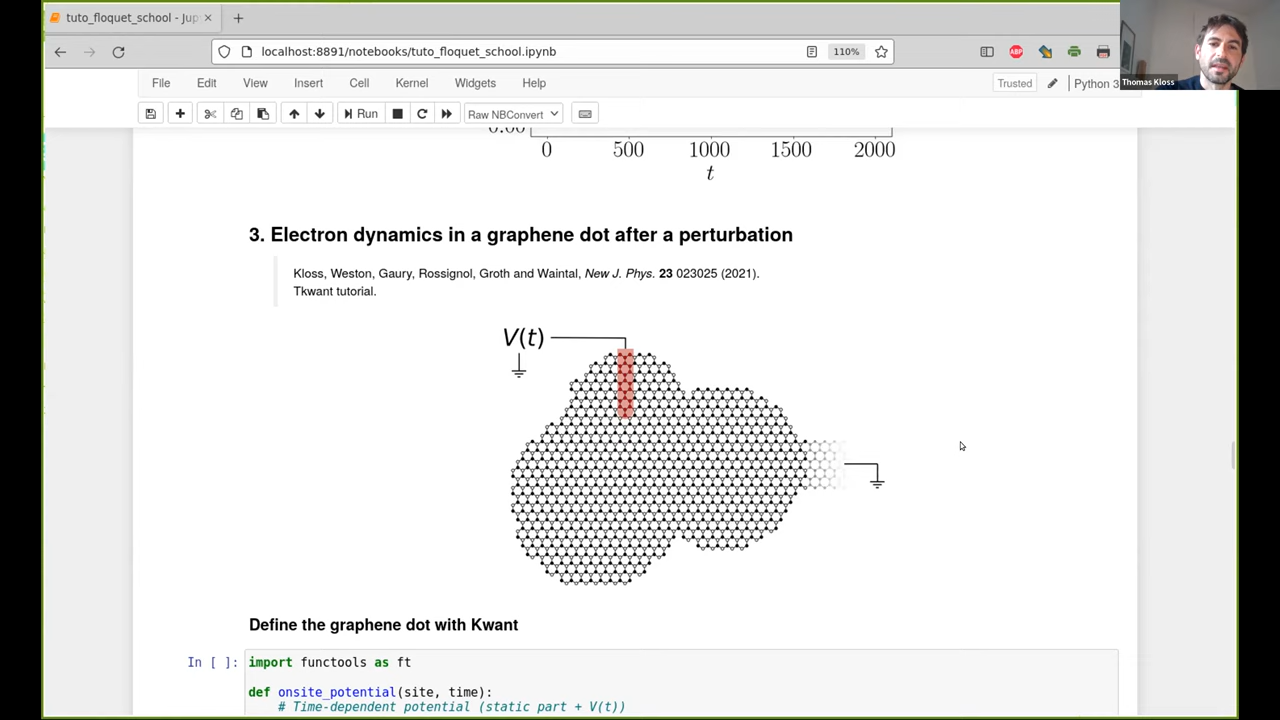 tuto_floquet_school - Jup
localhost:8891/notebooks/tuto_floquet_school.ipynb
110%
ABP
Thomas Kloss
File Edit View Insert Cell Kernel Widgets Help
Trusted
Python 3
Run
Raw NBConvert
0.00
0 500 1000 1500 2000
t
3. Electron dynamics in a graphene dot after a perturbation
Kloss, Weston, Gaury, Rossignol, Groth and Waintal, New J. Phys. 23 023025 (2021).
Tkwant tutorial.
V(t)
Define the graphene dot with Kwant
In [ ]: import functools as ft
def onsite_potential(site, time):
# Time-dependent potential (static part + V(t))